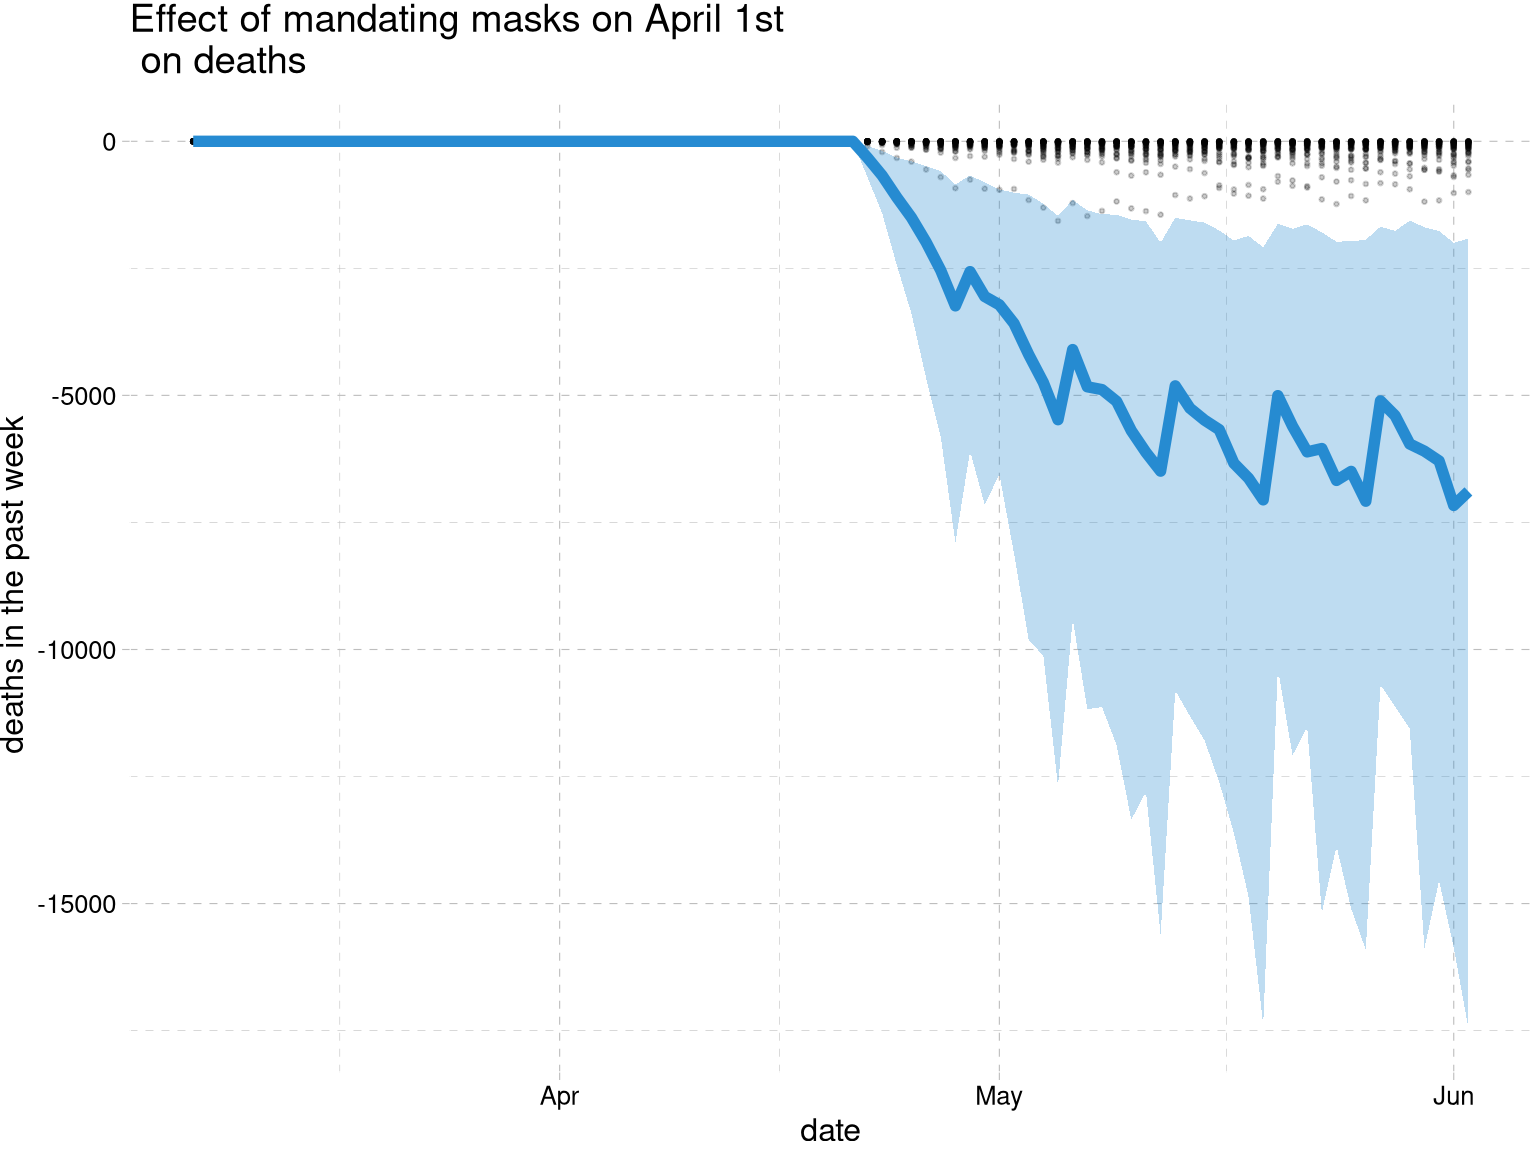 Effect of mandating masks on April 1st
on deaths
0
-5000
-10000
-15000
deaths in the past week
Apr
May
Jun
date